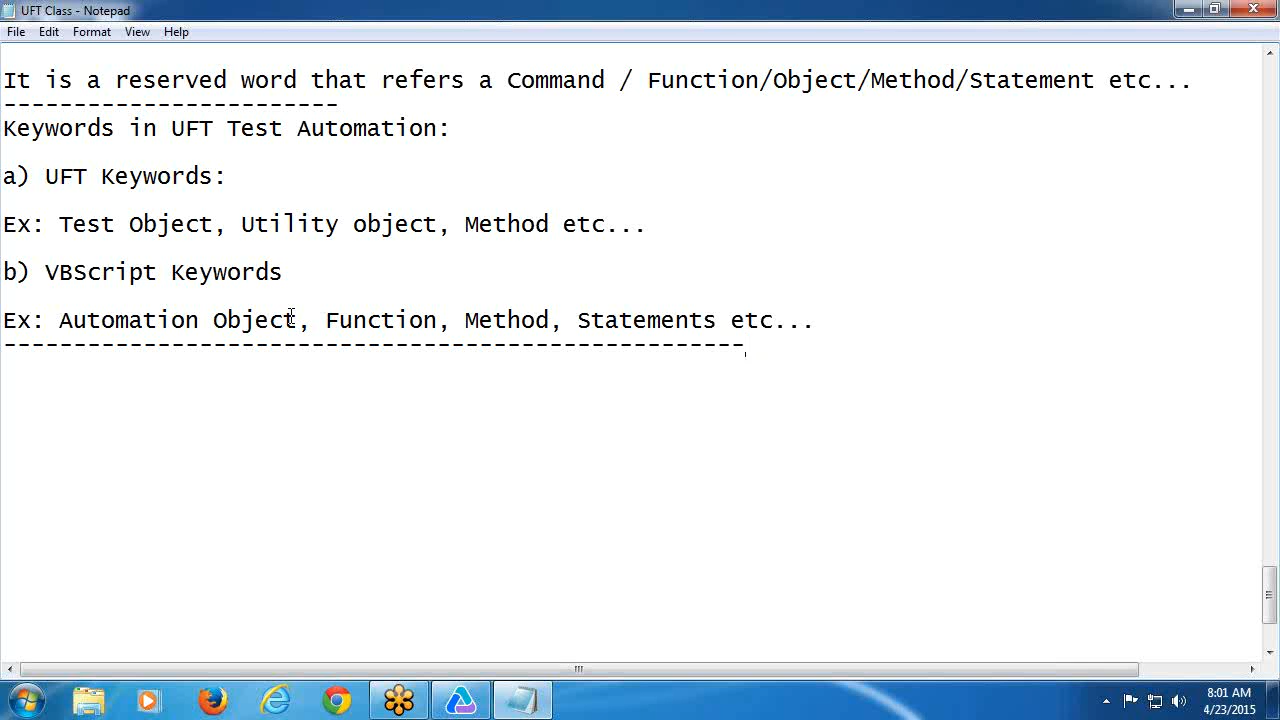 UFT Class - Notepad
File Edit Format View Help
It is a reserved word that refers a Command / Function/Object/Method/Statement etc...
------------------------
Keywords in UFT Test Automation:
a) UFT Keywords:
Ex: Test Object, Utility object, Method etc...
b) VBScript Keywords
Ex: Automation Object, Function, Method, Statements etc...
-----------------------------------------------------
8:01 AM
4/23/2015